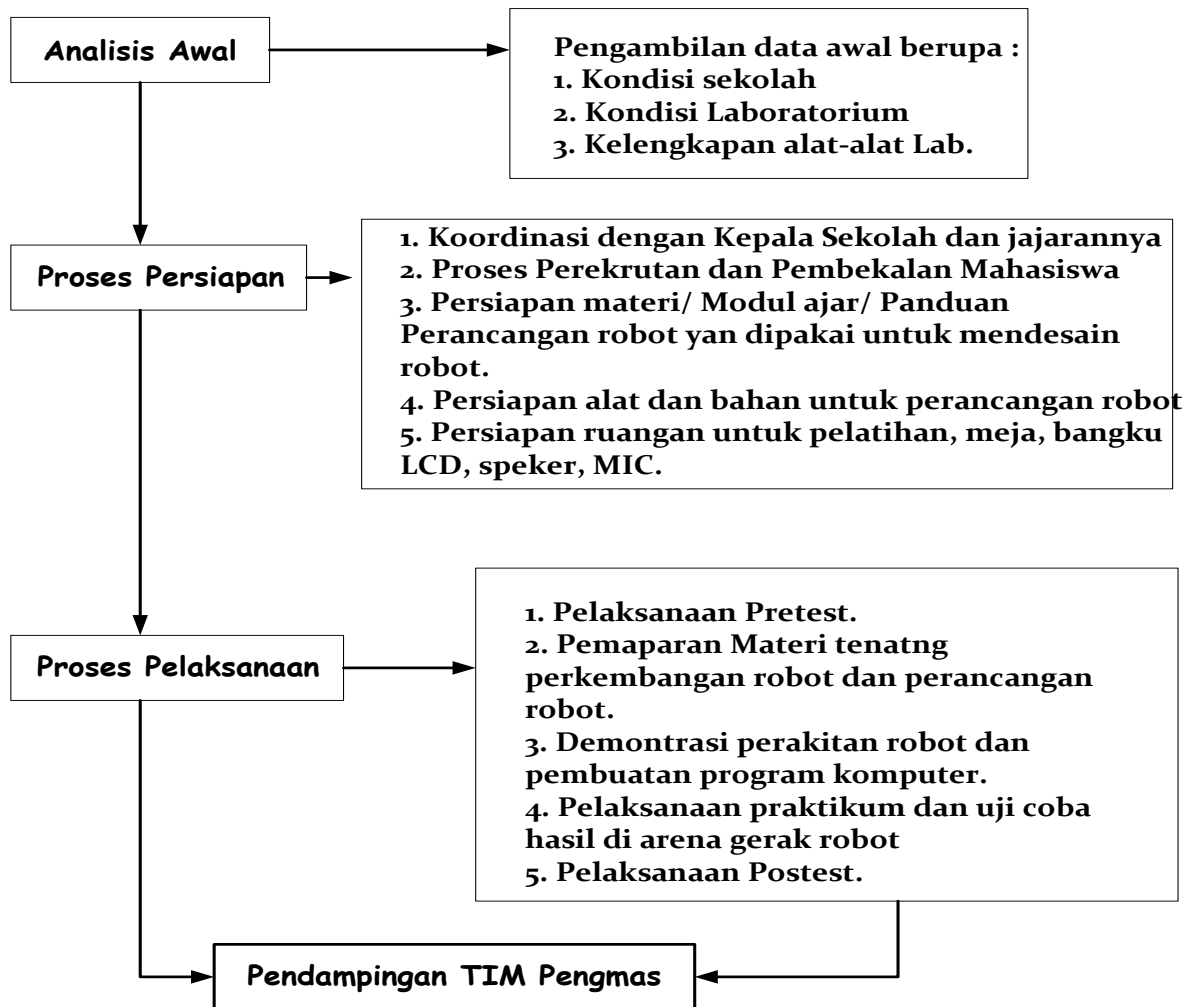 Analisis Awal
Pengambilan data awal berupa :
1. Kondisi sekolah
2. Kondisi Laboratorium
3. Kelengkapan alat-alat Lab.
Proses Persiapan
1. Koordinasi dengan Kepala Sekolah dan jajarannya
2. Proses Perekrutan dan Pembekalan Mahasiswa
3. Persiapan materi/ Modul ajar/ Panduan
Perancangan robot yan dipakai untuk mendesain
robot.
4. Persiapan alat dan bahan untuk perancangan robot
5. Persiapan ruangan untuk pelatihan, meja, bangku
LCD, speker, MIC.
Proses Pelaksanaan
1. Pelaksanaan Pretest.
2. Pemaparan Materi tenatng
perkembangan robot dan perancangan
robot.
3. Demontrasi perakitan robot dan
pembuatan program komputer.
4. Pelaksanaan praktikum dan uji coba
hasil di arena gerak robot
5. Pelaksanaan Postest.
Pendampingan TIM Pengmas